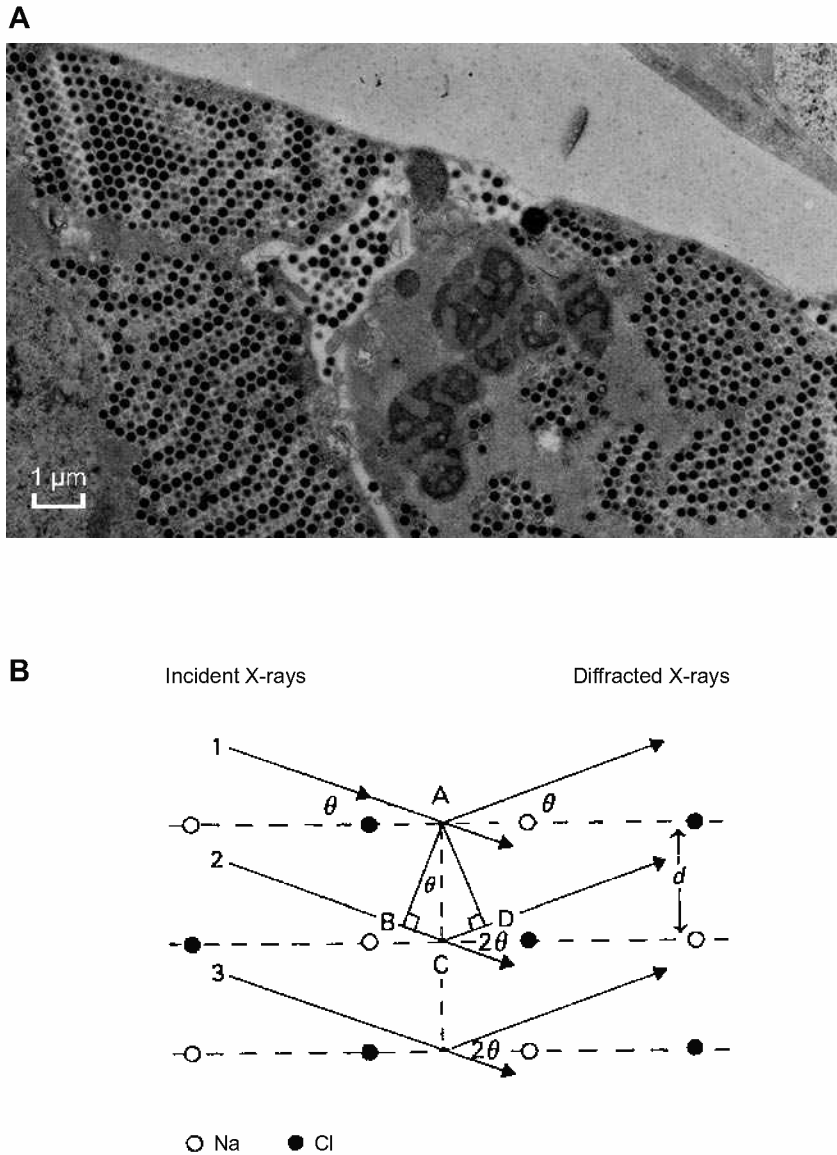 A
1 µm
B
Incident X-rays Diffracted X-rays
1
A
θ θ
2
θ
d
B D
-2θ
C
3
2θ
Na Cl